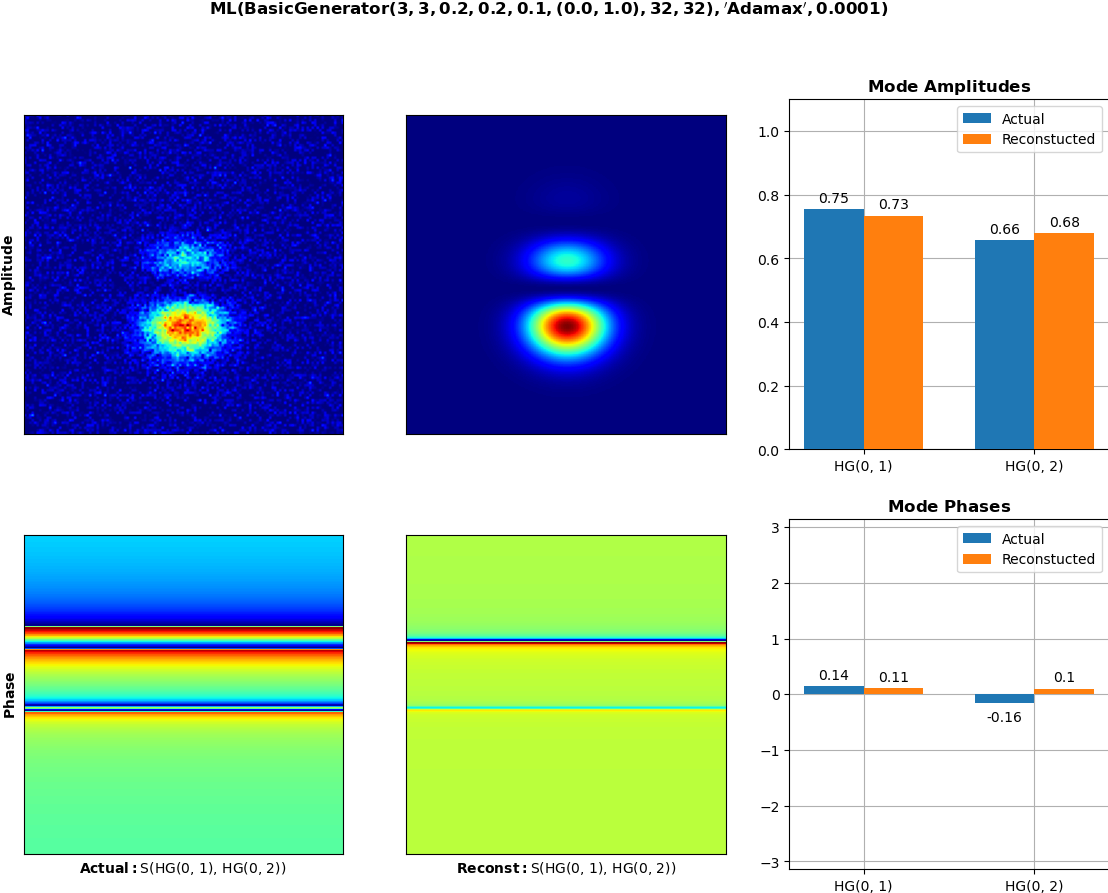 ML(BasicGenerator(3, 3, 0.2, 0.2, 0.1, (0.0, 1.0), 32, 32), ′Adamax′, 0.0001)
Amplitude
Mode Amplitudes
Actual
Reconstucted
1.0
0.8
0.6
0.4
0.2
0.0
0.75
0.73
0.66
0.68
HG(0, 1)
HG(0, 2)
Phase
Actual: S(HG(0, 1), HG(0, 2))
Reconst: S(HG(0, 1), HG(0, 2))
Mode Phases
Actual
Reconstucted
3
2
1
0
−1
−2
−3
0.14
0.11
-0.16
0.1
HG(0, 1)
HG(0, 2)